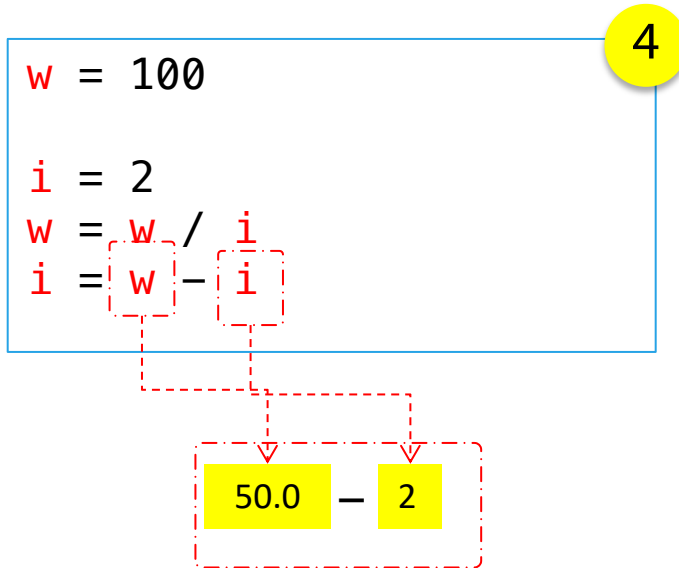 4
w = 100
i = 2
w = w / i
i = w - i
50.0 - 2